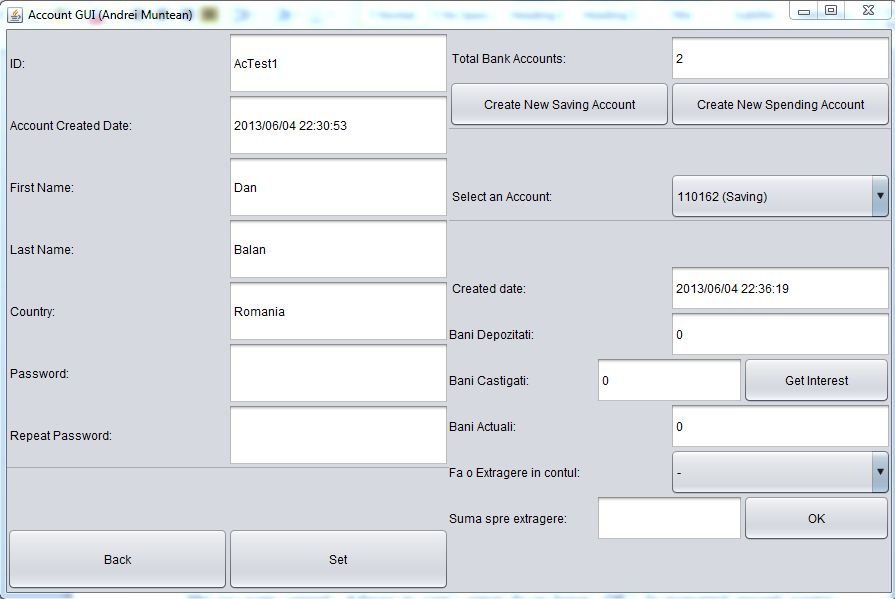 Account GUI (Andrei Muntean)
ID:
AcTest1
Account Created Date:
2013/06/04 22:30:53
First Name:
Dan
Last Name:
Balan
Country:
Romania
Password:
Repeat Password:
Back
Set
Total Bank Accounts:
2
Create New Saving Account
Create New Spending Account
Select an Account:
110162 (Saving)
Created date:
2013/06/04 22:36:19
Bani Depozitati:
0
Bani Castigati:
0
Get Interest
Bani Actuali:
0
Fa o Extragere in contul:
-
Suma spre extragere:
OK